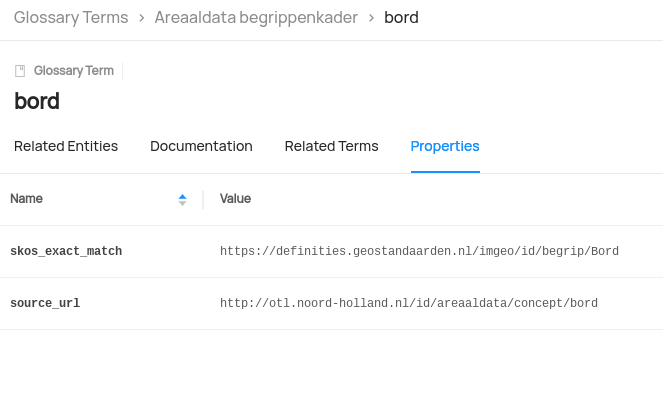 Glossary Terms > Areaaldata begrippenkader > bord
Glossary Term
bord
Related Entities Documentation Related Terms Properties
Name Value
skos_exact_match https://definities.geostandaarden.nl/imgeo/id/begrip/Bord
source_url http://otl.noord-holland.nl/id/areaaldata/concept/bord